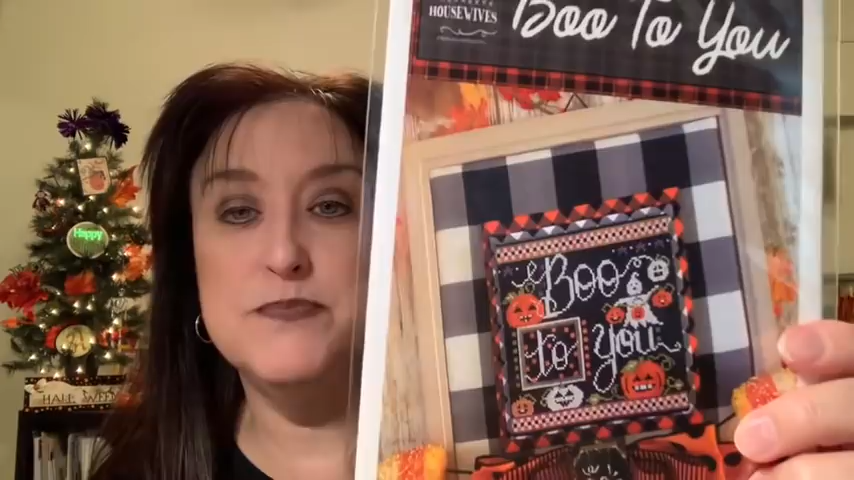 HOUSEWIVES
Boo To You
Boo
to you
Happy
HALLOWEEN